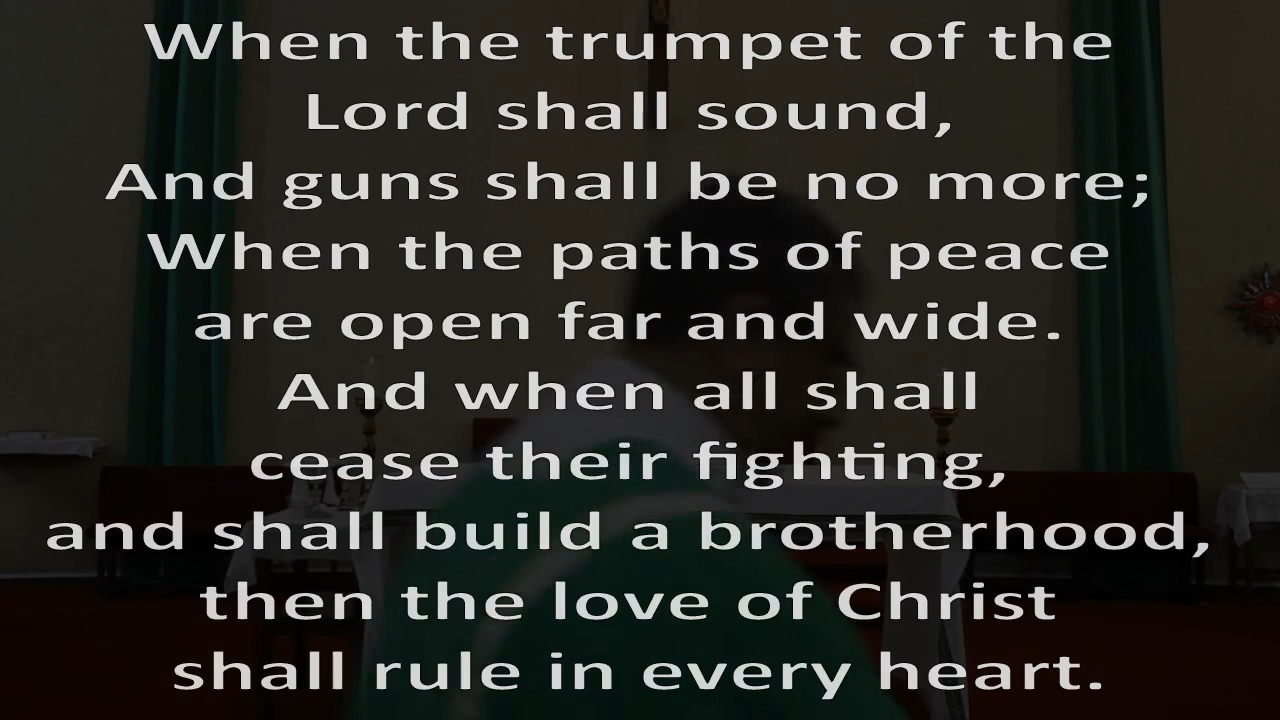 When the trumpet of the
Lord shall sound,
And guns shall be no more;
When the paths of peace
are open far and wide.
And when all shall
cease their fighting,
and shall build a brotherhood,
then the love of Christ
shall rule in every heart.